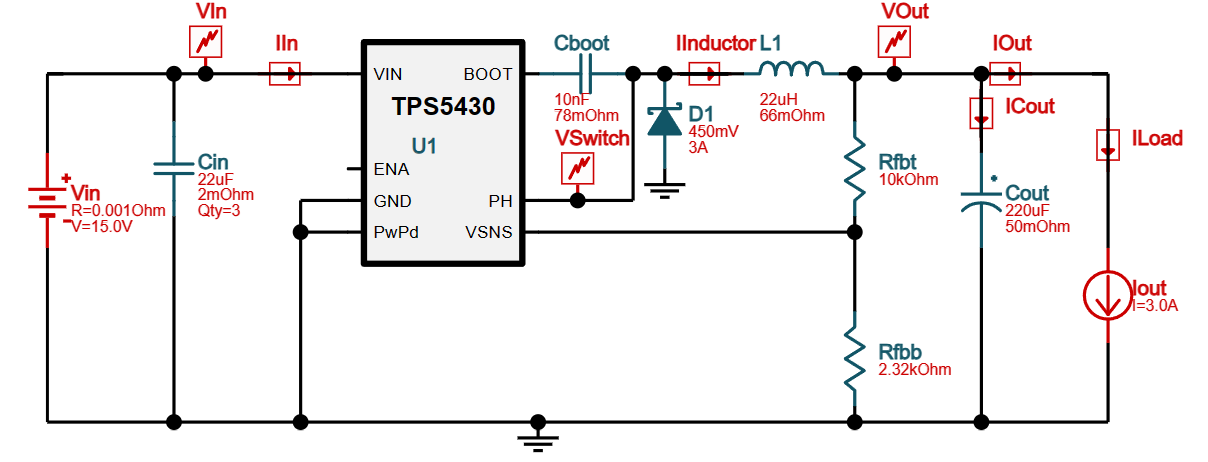 VIn
IIn
VIN
BOOT
TPS5430
U1
ENA
GND
PH
PwPd
VSNS
Cboot
10nF
78mOhm
VSwitch
IInductor
L1
22uH
66mOhm
D1
450mV
3A
VOut
IOut
ICout
ILoad
Cin
22uF
2mOhm
Qty=3
+
Vin
R=0.001Ohm
V=15.0V
Rfbt
10kOhm
Cout
220uF
50mOhm
Iout
I=3.0A
Rfbb
2.32kOhm